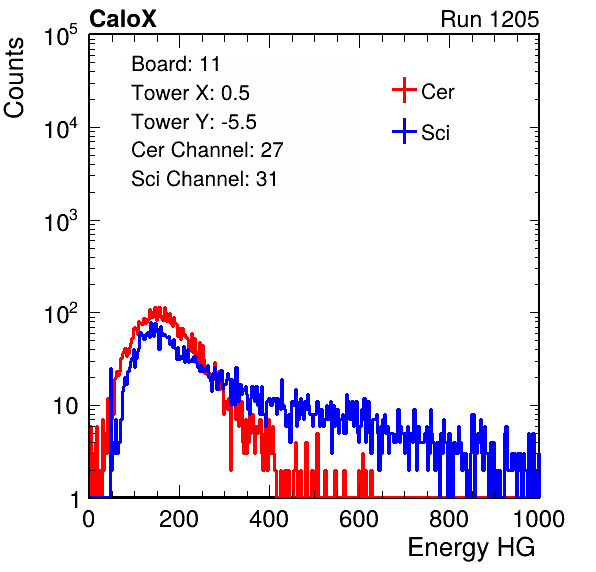 CaloX Run 1205
Counts
Board: 11
Tower X: 0.5
Tower Y: -5.5
Cer Channel: 27
Sci Channel: 31
Cer
Sci
10^5
10^4
10^3
10^2
10
1
0 200 400 600 800 1000
Energy HG